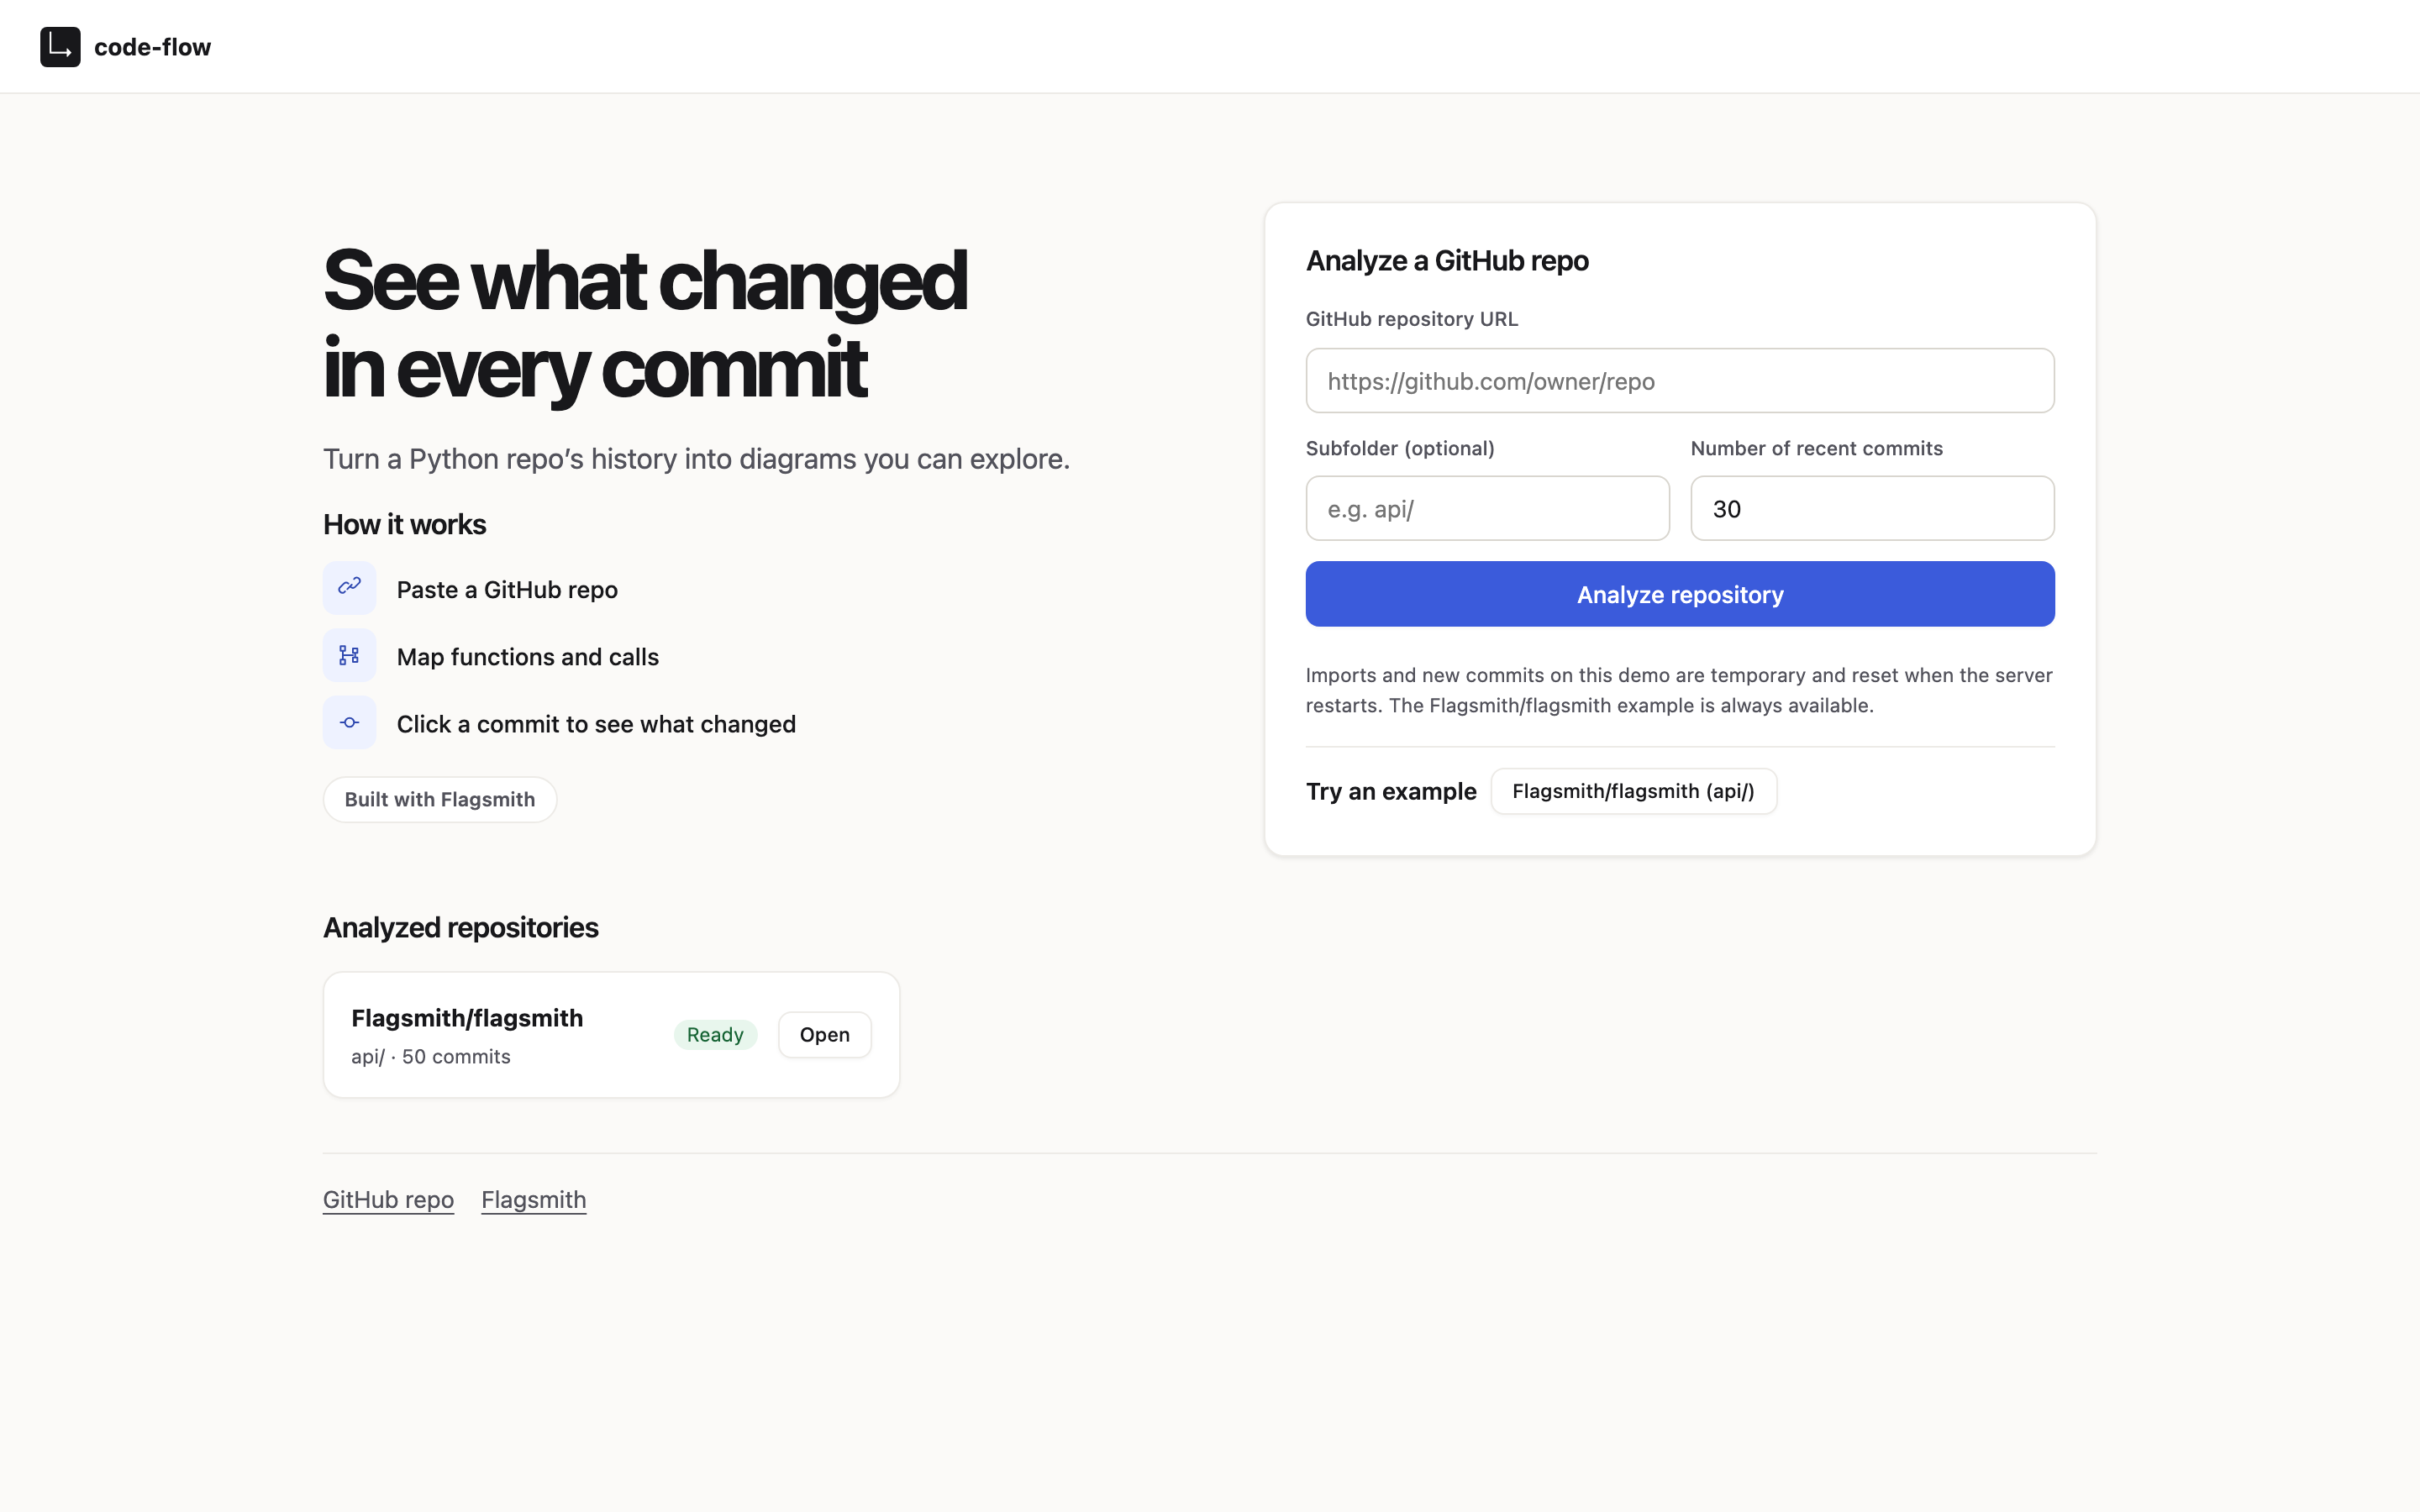 code-flow
See what changed
in every commit
Turn a Python repo’s history into diagrams you can explore.
How it works
Paste a GitHub repo
Map functions and calls
Click a commit to see what changed
Built with Flagsmith
Analyze a GitHub repo
GitHub repository URL
https://github.com/owner/repo
Subfolder (optional)
Number of recent commits
e.g. api/
30
Analyze repository
Imports and new commits on this demo are temporary and reset when the server
restarts. The Flagsmith/flagsmith example is always available.
Try an example
Flagsmith/flagsmith (api/)
Analyzed repositories
Flagsmith/flagsmith
api/ · 50 commits
Ready
Open
GitHub repo
Flagsmith